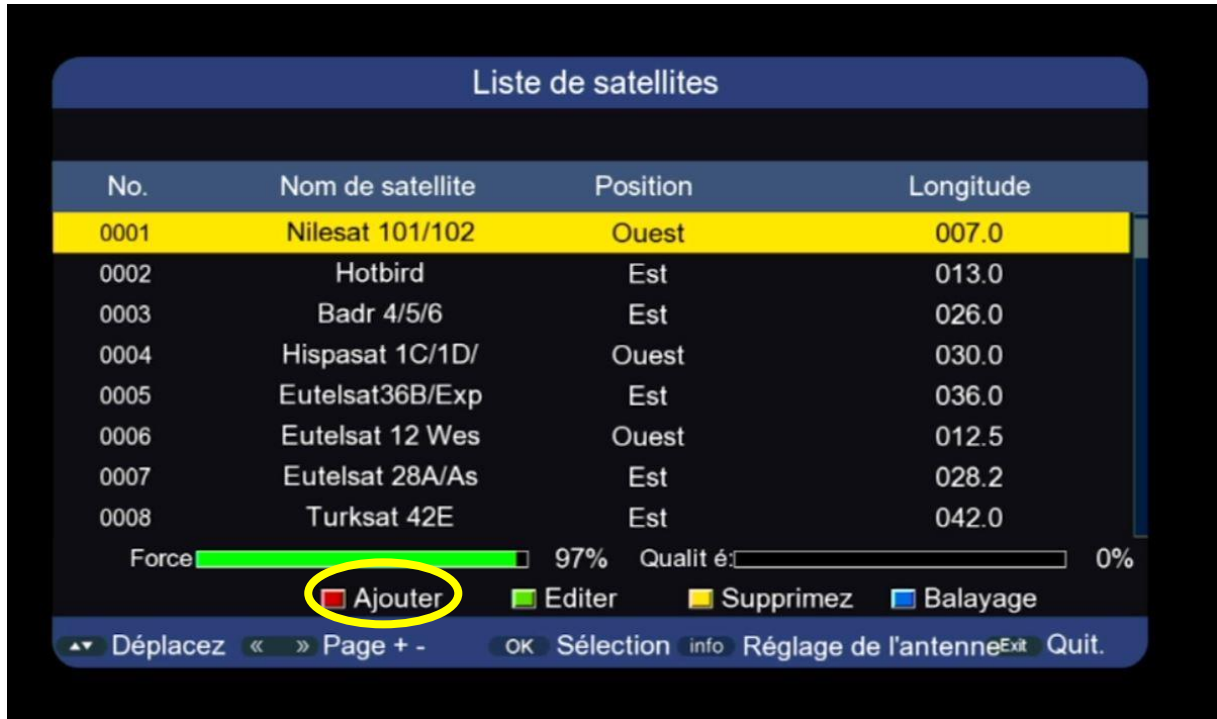 Liste de satellites
No. Nom de satellite Position Longitude
0001 Nilesat 101/102 Ouest 007.0
0002 Hotbird Est 013.0
0003 Badr 4/5/6 Est 026.0
0004 Hispasat 1C/1D/ Ouest 030.0
0005 Eutelsat36B/Exp Est 036.0
0006 Eutelsat 12 Wes Ouest 012.5
0007 Eutelsat 28A/As Est 028.2
0008 Turksat 42E Est 042.0
Force 97% Qualit é: 0%
Ajouter Editer Supprimez Balayage
Déplacez « » Page + - OK Sélection info Réglage de l'antenne Exit Quit.